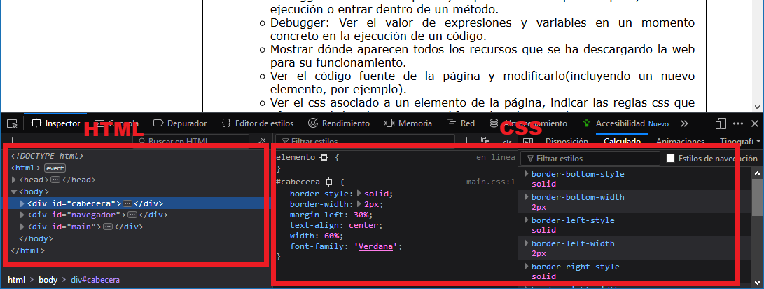 ejecución o entrar dentro de un método.
Debugger: Ver el valor de expresiones y variables en un momento
concreto en la ejecución de un código.
Mostrar dónde aparecen todos los recursos que se ha descargardo la web
para su funcionamiento.
Ver el código fuente de la página y modificarlo(incluyendo un nuevo
elemento, por ejemplo).
Ver el css asociado a un elemento de la página, indicar las reglas css que
Inspector Depurador Editor de estilos Rendimiento Memoria Red Accesibilidad Nuevo
HTML CSS
Buscar en HTML Filtrar estilos Disposición Calculado Animaciones
<!DOCTYPE html>
<html> event
<head> </head>
<body>
<div id="cabecera"> </div>
<div id="navegador"> </div>
<div id="main"> </div>
</body>
</html>
html > body > div#cabecera
elemento { en línea
}
#cabecera { main.css:1
border-style: solid;
border-width: 2px;
margin-left: 30%;
text-align: center;
width: 60%;
font-family: 'Verdana';
}
Filtrar estilos Estilos de navegación
border-bottom-style
solid
border-bottom-width
2px
border-left-style
solid
border-left-width
2px
border-right-style
solid